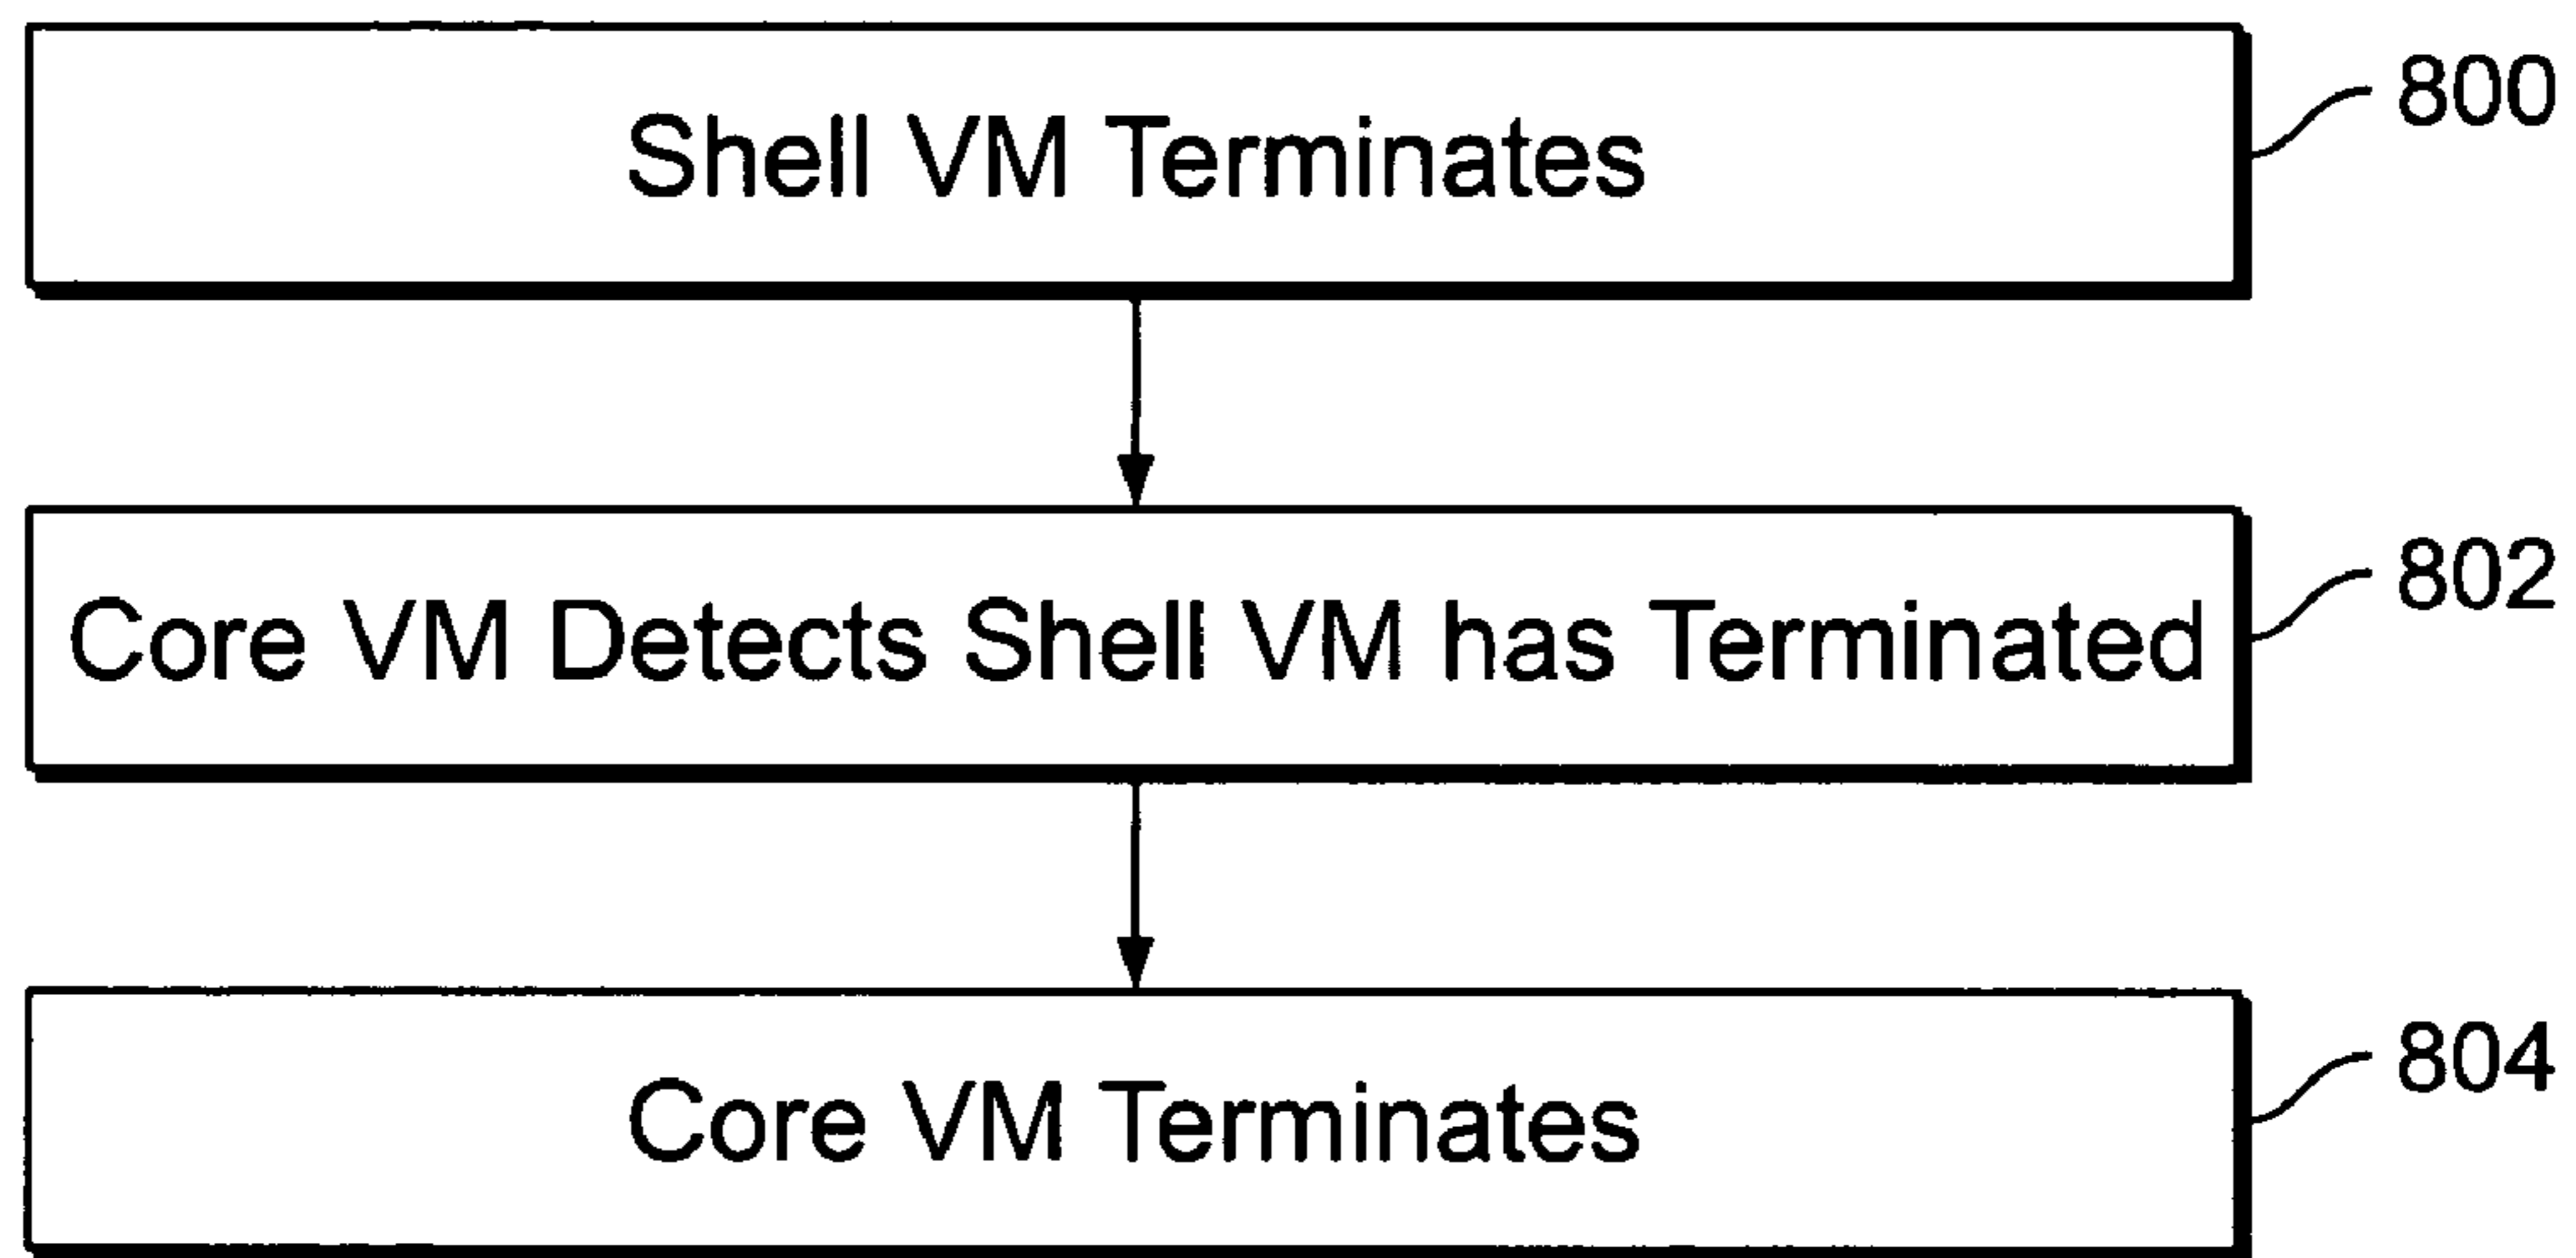 Shell VM Terminates
800
Core VM Detects Shell VM has Terminated
802
Core VM Terminates
804